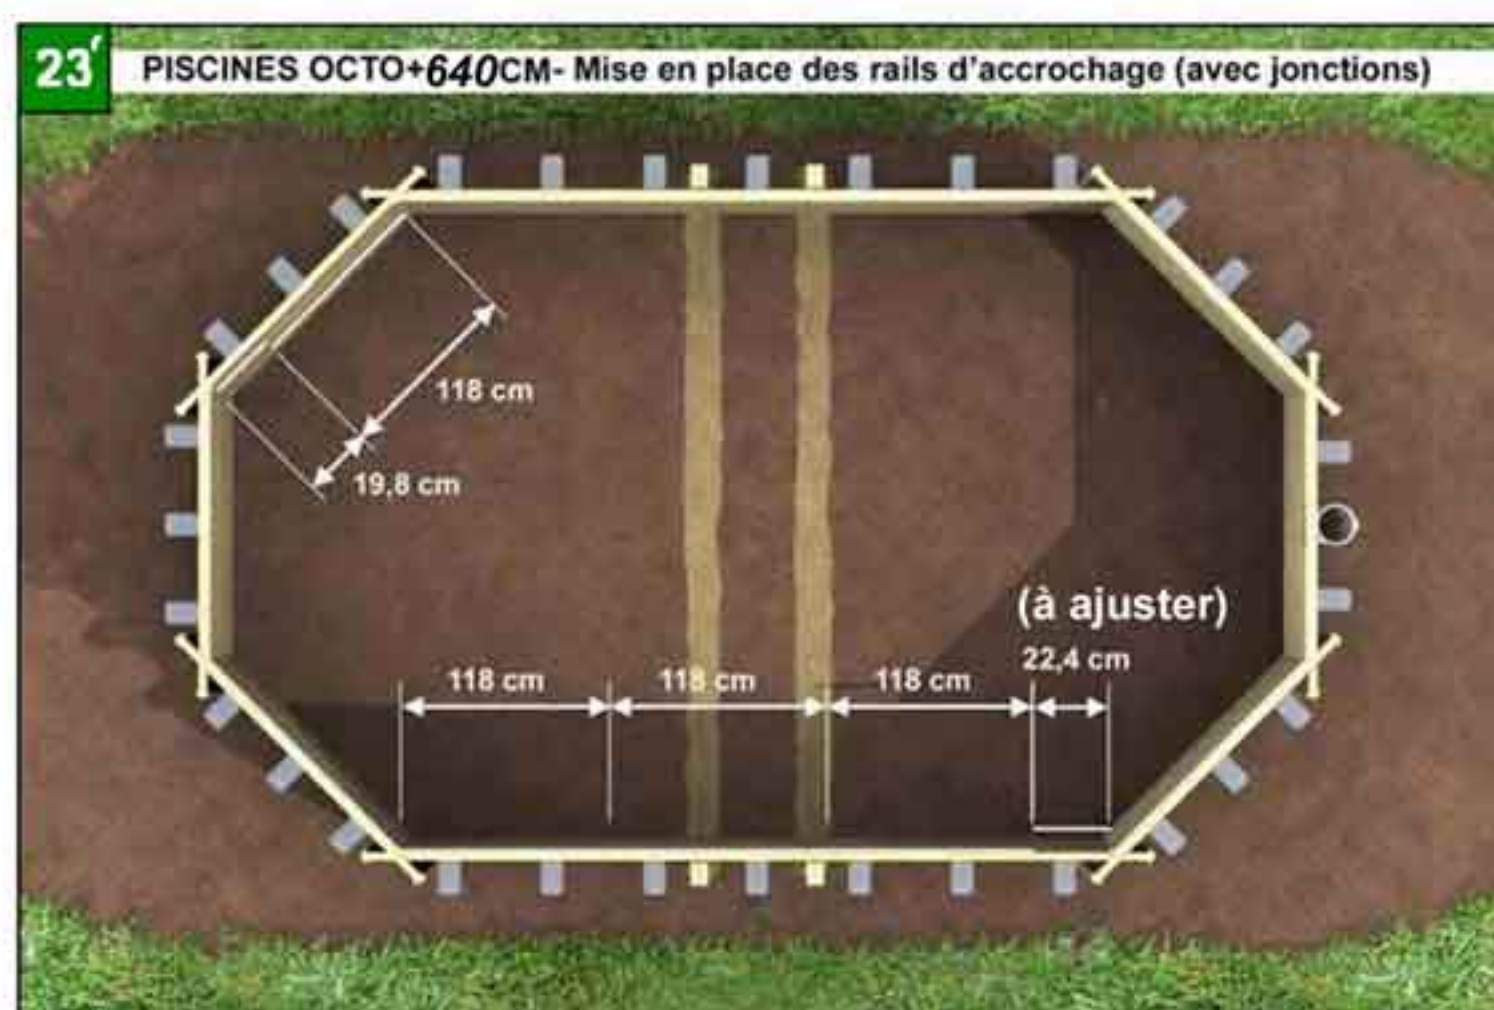 23′
PISCINES OCTO+640CM- Mise en place des rails d'accrochage (avec jonctions)
118 cm
19,8 cm
(à ajuster)
22,4 cm
118 cm 118 cm 118 cm